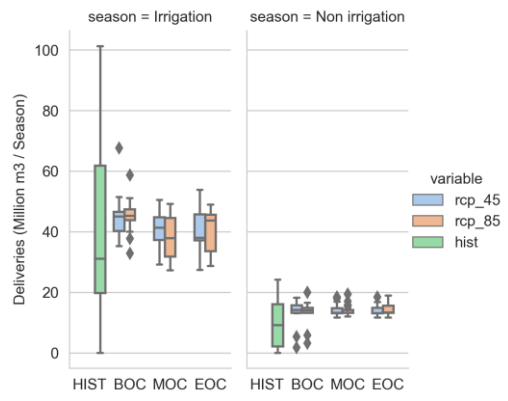 season = Irrigation
season = Non irrigation
Deliveries (Million m3 / Season)
100
80
60
40
20
0
HIST BOC MOC EOC
HIST BOC MOC EOC
variable
rcp_45
rcp_85
hist